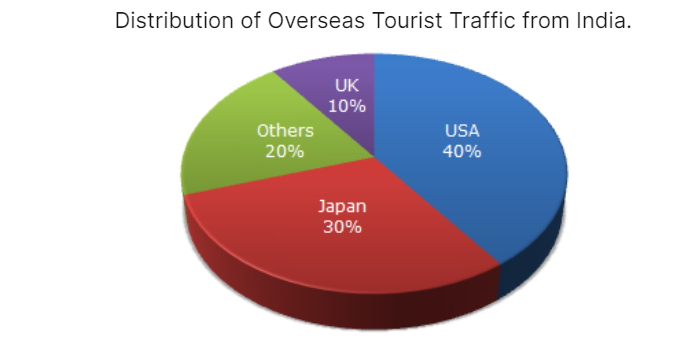 Distribution of Overseas Tourist Traffic from India.
UK
10%
Others
20%
USA
40%
Japan
30%